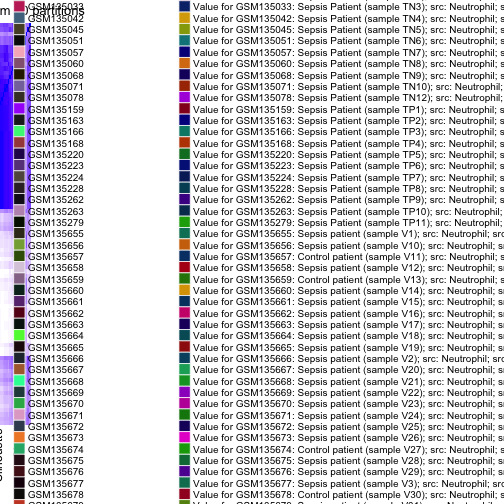 m 10 partitions
GSM135033 Value for GSM135033: Sepsis Patient (sample TN3); src: Neutrophil; s
GSM135042 Value for GSM135042: Sepsis Patient (sample TN4); src: Neutrophil; s
GSM135045 Value for GSM135045: Sepsis Patient (sample TN5); src: Neutrophil; s
GSM135051 Value for GSM135051: Sepsis Patient (sample TN6); src: Neutrophil; s
GSM135057 Value for GSM135057: Sepsis Patient (sample TN7); src: Neutrophil; s
GSM135060 Value for GSM135060: Sepsis Patient (sample TN8); src: Neutrophil; s
GSM135068 Value for GSM135068: Sepsis Patient (sample TN9); src: Neutrophil; s
GSM135071 Value for GSM135071: Sepsis Patient (sample TN10); src: Neutrophil;
GSM135078 Value for GSM135078: Sepsis Patient (sample TN12); src: Neutrophil;
GSM135159 Value for GSM135159: Sepsis Patient (sample TP1); src: Neutrophil; s
GSM135163 Value for GSM135163: Sepsis Patient (sample TP2); src: Neutrophil; s
GSM135166 Value for GSM135166: Sepsis Patient (sample TP3); src: Neutrophil; s
GSM135168 Value for GSM135168: Sepsis Patient (sample TP4); src: Neutrophil; s
GSM135220 Value for GSM135220: Sepsis Patient (sample TP5); src: Neutrophil; s
GSM135223 Value for GSM135223: Sepsis Patient (sample TP6); src: Neutrophil; s
GSM135224 Value for GSM135224: Sepsis Patient (sample TP7); src: Neutrophil; s
GSM135228 Value for GSM135228: Sepsis Patient (sample TP8); src: Neutrophil; s
GSM135262 Value for GSM135262: Sepsis Patient (sample TP9); src: Neutrophil; s
GSM135263 Value for GSM135263: Sepsis Patient (sample TP10); src: Neutrophil;
GSM135279 Value for GSM135279: Sepsis Patient (sample TP11); src: Neutrophil;
GSM135655 Value for GSM135655: Sepsis patient (sample V1); src: Neutrophil; src
GSM135656 Value for GSM135656: Sepsis patient (sample V10); src: Neutrophil; s
GSM135657 Value for GSM135657: Control patient (sample V11); src: Neutrophil; s
GSM135658 Value for GSM135658: Sepsis patient (sample V12); src: Neutrophil; s
GSM135659 Value for GSM135659: Control patient (sample V13); src: Neutrophil; s
GSM135660 Value for GSM135660: Sepsis patient (sample V14); src: Neutrophil; s
GSM135661 Value for GSM135661: Sepsis patient (sample V15); src: Neutrophil; s
GSM135662 Value for GSM135662: Sepsis patient (sample V16); src: Neutrophil; s
GSM135663 Value for GSM135663: Sepsis patient (sample V17); src: Neutrophil; s
GSM135664 Value for GSM135664: Sepsis patient (sample V18); src: Neutrophil; s
GSM135665 Value for GSM135665: Sepsis patient (sample V19); src: Neutrophil; s
GSM135666 Value for GSM135666: Sepsis patient (sample V2); src: Neutrophil; src
GSM135667 Value for GSM135667: Sepsis patient (sample V20); src: Neutrophil; s
GSM135668 Value for GSM135668: Sepsis patient (sample V21); src: Neutrophil; s
GSM135669 Value for GSM135669: Sepsis patient (sample V22); src: Neutrophil; s
GSM135670 Value for GSM135670: Sepsis patient (sample V23); src: Neutrophil; s
GSM135671 Value for GSM135671: Sepsis patient (sample V24); src: Neutrophil; s
GSM135672 Value for GSM135672: Sepsis patient (sample V25); src: Neutrophil; s
GSM135673 Value for GSM135673: Sepsis patient (sample V26); src: Neutrophil; s
GSM135674 Value for GSM135674: Control patient (sample V27); src: Neutrophil; s
GSM135675 Value for GSM135675: Sepsis patient (sample V28); src: Neutrophil; s
GSM135676 Value for GSM135676: Sepsis patient (sample V29); src: Neutrophil; s
GSM135677 Value for GSM135677: Sepsis patient (sample V3); src: Neutrophil; src
GSM135678 Value for GSM135678: Control patient (sample V30); src: Neutrophil; s